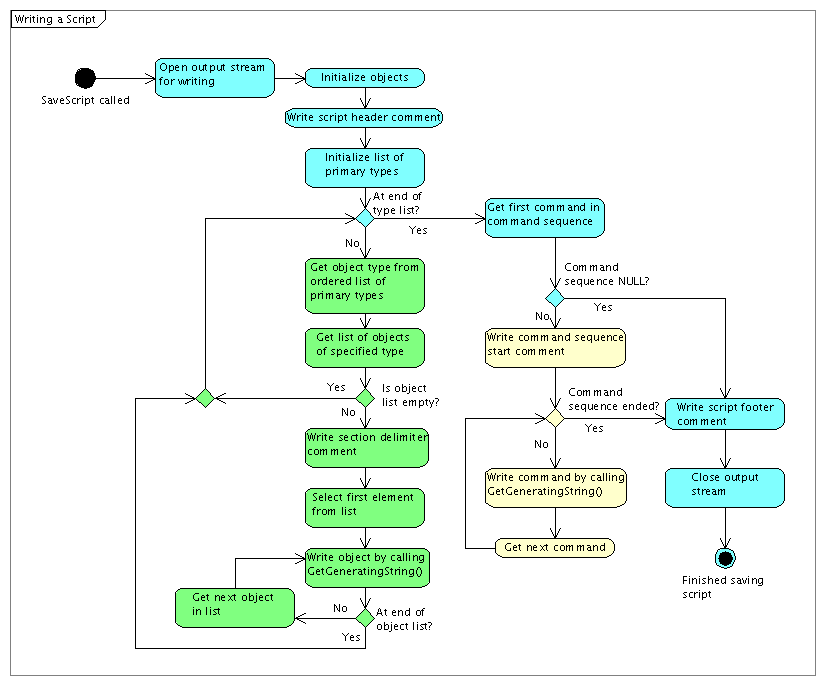 Writing a Script
Open output stream
for writing
Initialize objects
SaveScript called
Write script header comment
Initialize list of
primary types
At end of
type list?
Yes
No
Get first command in
command sequence
Get object type from
ordered list of
primary types
Command
sequence NULL?
Yes
No
Get list of objects
of specified type
Write command sequence
start comment
Yes
Is object
list empty?
No
Command
sequence ended?
Yes
No
Write script footer
comment
Write section delimiter
comment
Write command by calling
GetGeneratingString()
Close output
stream
Select first element
from list
Get next command
Write object by calling
GetGeneratingString()
Finished saving
script
Get next object
in list
No
At end of
object list?
Yes